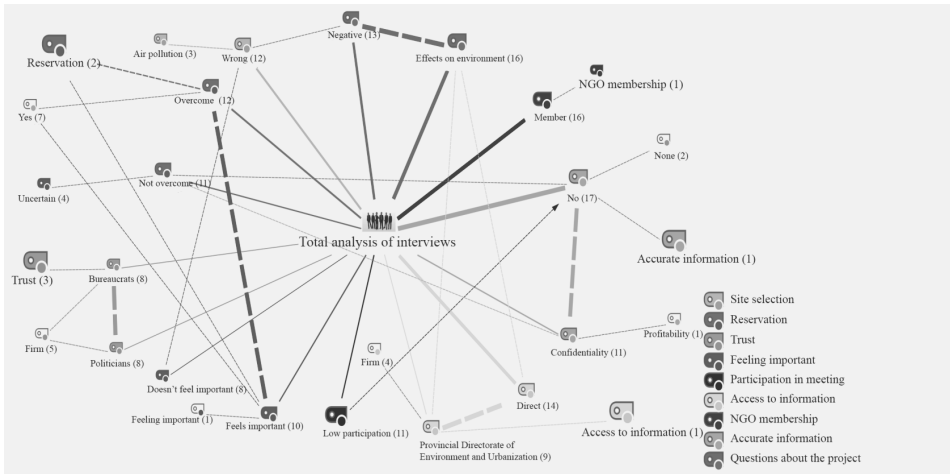 Negative (13)
Reservation (2)
Air pollution (3)
Wrong (12)
Effects on environment (16)
NGO membership (1)
Overcome (12)
Yes (7)
Member (16)
None (2)
Not overcome (11)
Uncertain (4)
No (17)
Total analysis of interviews
Accurate information (1)
Trust (3)
Bureaucrats (8)
Firm (5)
Politicians (8)
Confidentiality (11)
Profitability (1)
Firm (4)
Doesn't feel important (8)
Direct (14)
Feeling important (1)
Feels important (10)
Low participation (11)
Access to information (1)
Provincial Directorate of
Environment and Urbanization (9)
Site selection
Reservation
Trust
Feeling important
Participation in meeting
Access to information
NGO membership
Accurate information
Questions about the project